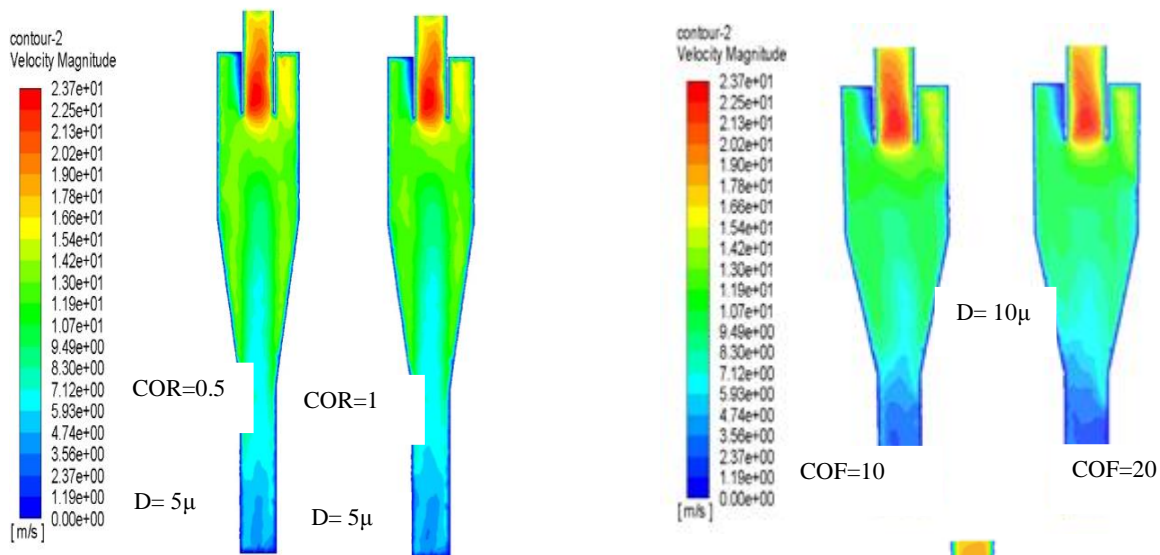 contour-2
Velocity Magnitude
2.37e+01
2.25e+01
2.13e+01
2.02e+01
1.90e+01
1.78e+01
1.66e+01
1.54e+01
1.42e+01
1.30e+01
1.19e+01
1.07e+01
9.49e+00
8.30e+00
7.12e+00
5.93e+00
4.74e+00
3.56e+00
2.37e+00
1.19e+00
0.00e+00
[m/s]
COR=0.5
COR=1
D= 5μ
D= 5μ
contour-2
Velocity Magnitude
2.37e+01
2.25e+01
2.13e+01
2.02e+01
1.90e+01
1.78e+01
1.66e+01
1.54e+01
1.42e+01
1.30e+01
1.19e+01
1.07e+01
9.49e+00
8.30e+00
7.12e+00
5.93e+00
4.74e+00
3.56e+00
2.37e+00
1.19e+00
0.00e+00
[m/s]
D= 10μ
COF=10
COF=20